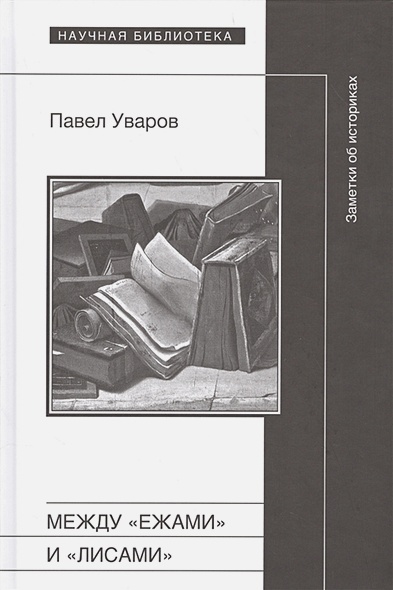 НАУЧНАЯ БИБЛИОТЕКА
Павел Уваров
Заметки об историках
МЕЖДУ «ЕЖАМИ»
И «ЛИСАМИ»